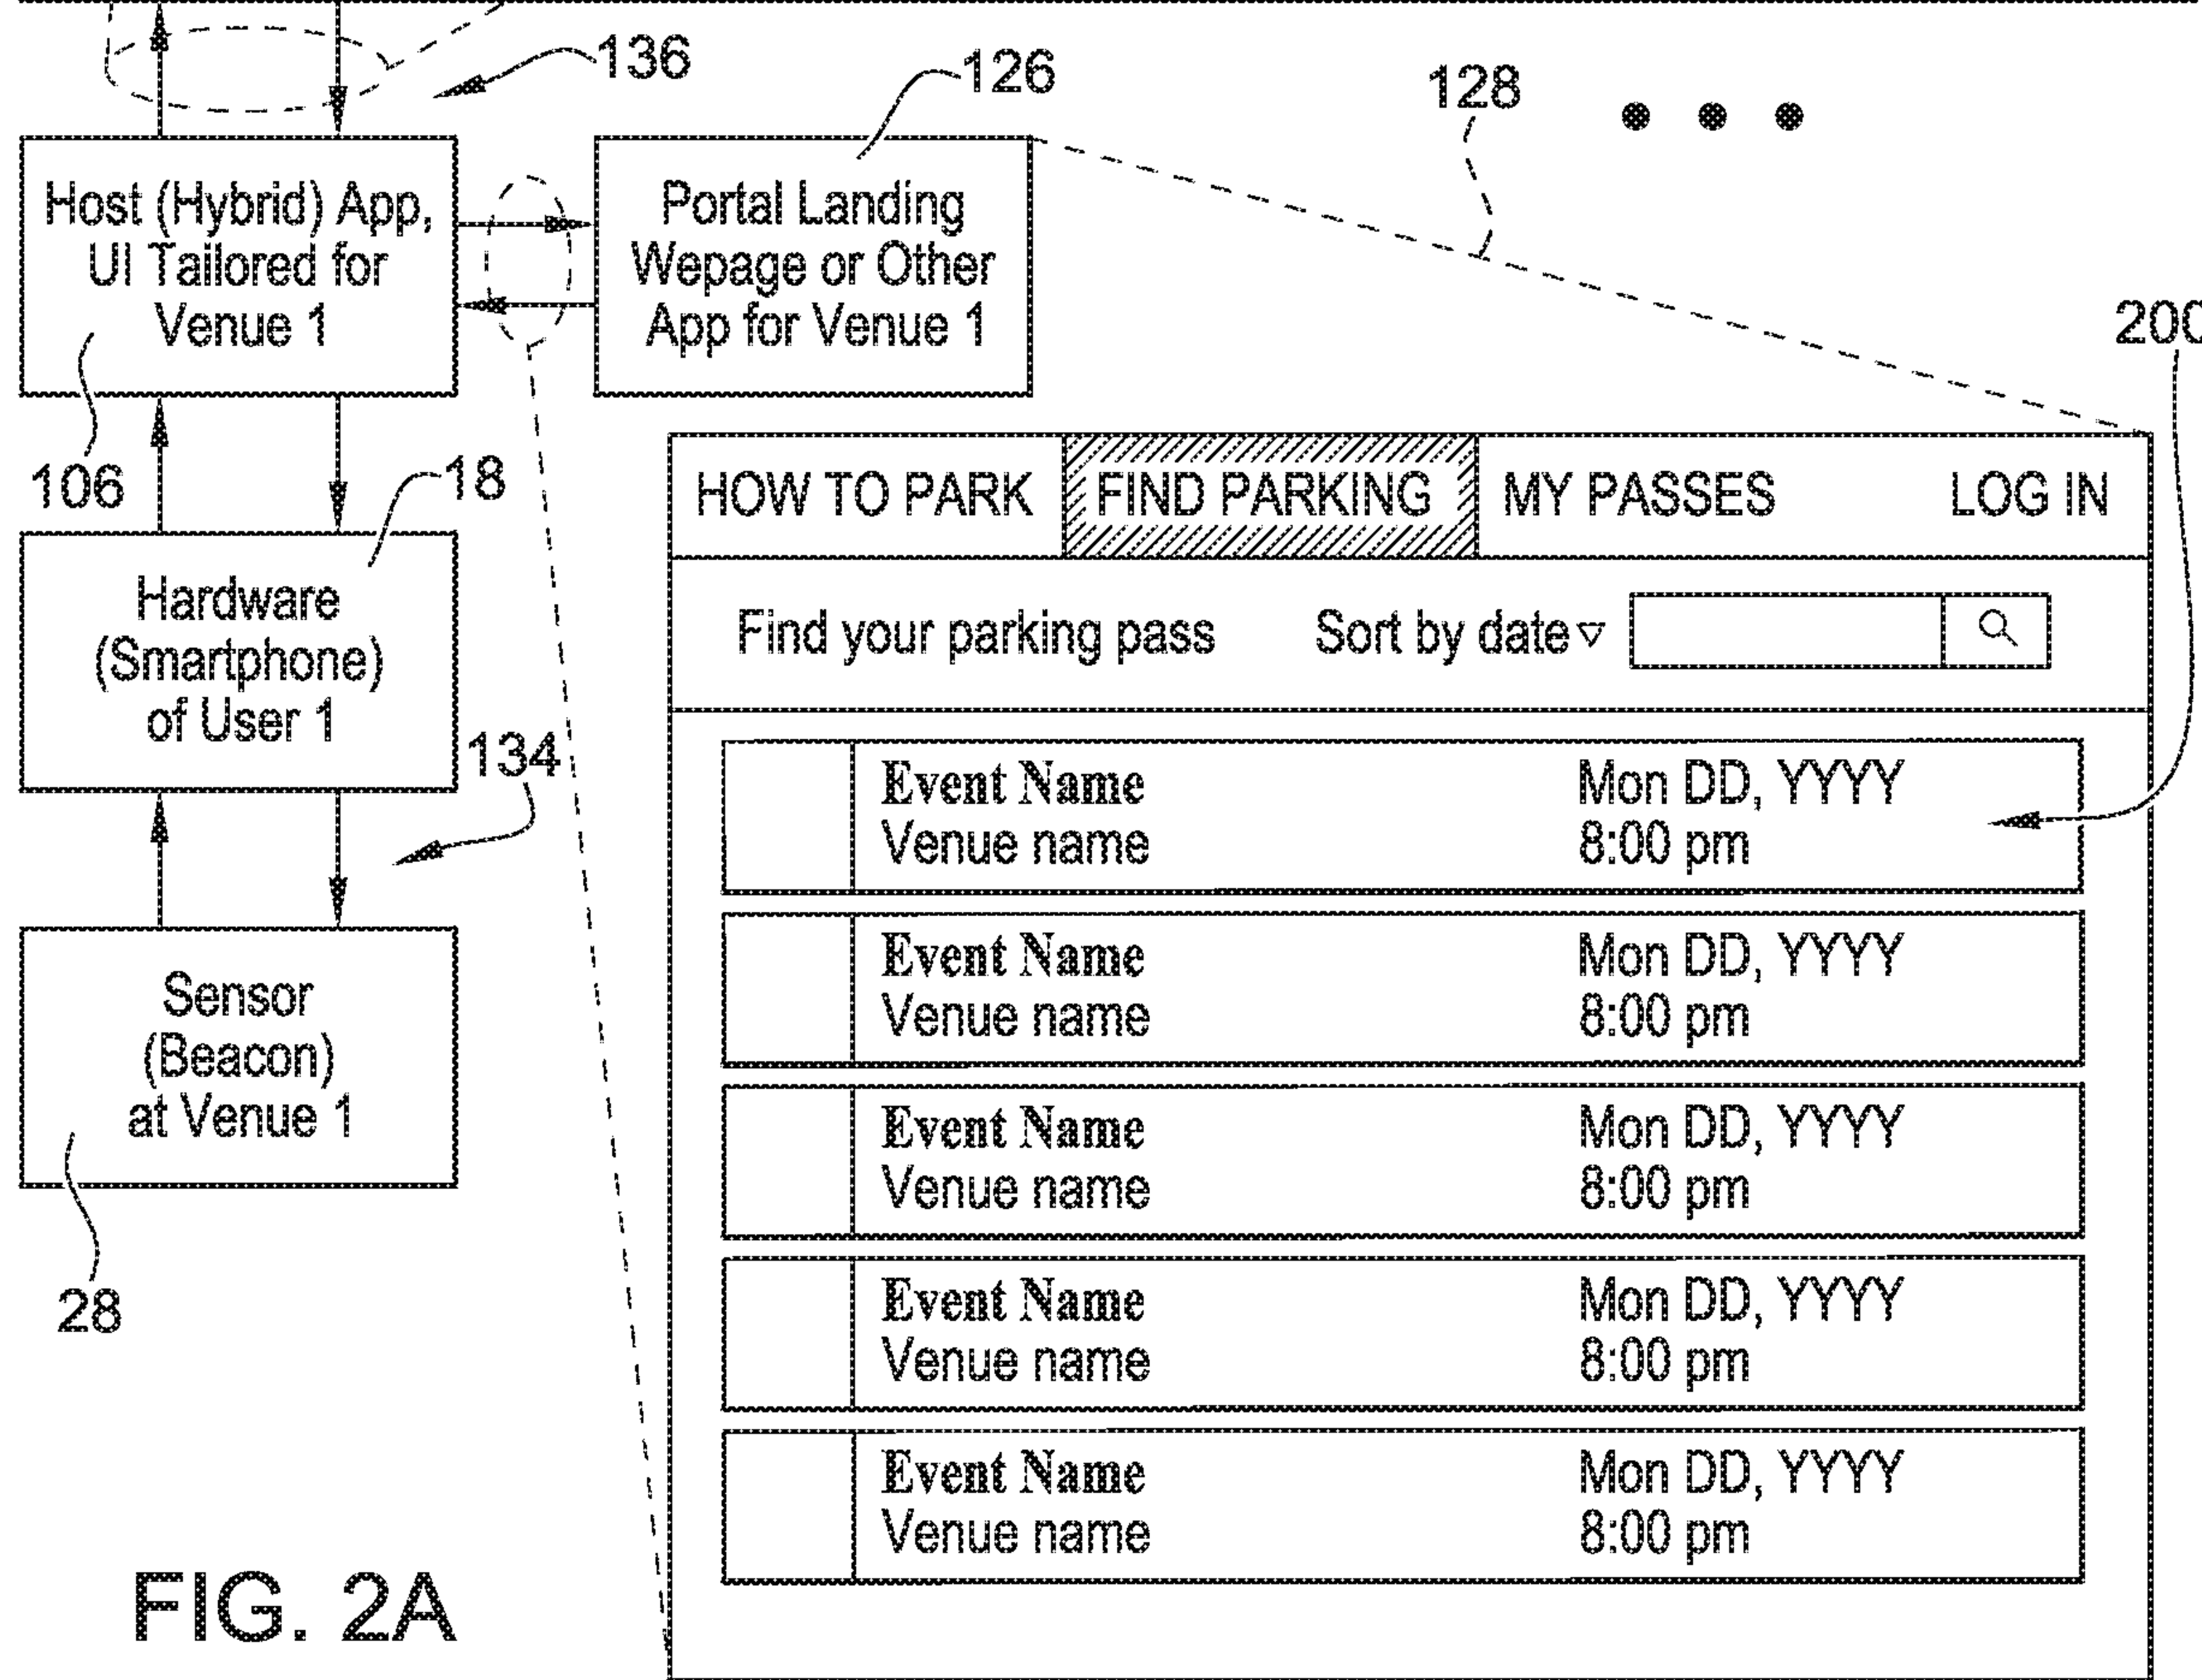 136
126
128
Host (Hybrid) App,
UI Tailored for
Venue 1
Portal Landing
Wepage or Other
App for Venue 1
200
106
18
HOW TO PARK
FIND PARKING
MY PASSES
LOG IN
Hardware
(Smartphone)
of User 1
Find your parking pass
Sort by date
134
Event Name
Mon DD, YYYY
Venue name
8:00 pm
Event Name
Mon DD, YYYY
Venue name
8:00 pm
Sensor
(Beacon)
at Venue 1
Event Name
Mon DD, YYYY
Venue name
8:00 pm
28
Event Name
Mon DD, YYYY
Venue name
8:00 pm
Event Name
Mon DD, YYYY
Venue name
8:00 pm
FIG. 2A